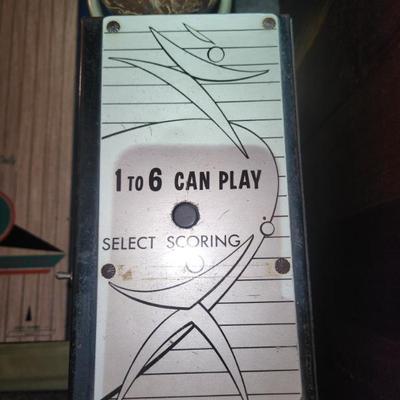 1 TO 6 CAN PLAY
SELECT SCORING